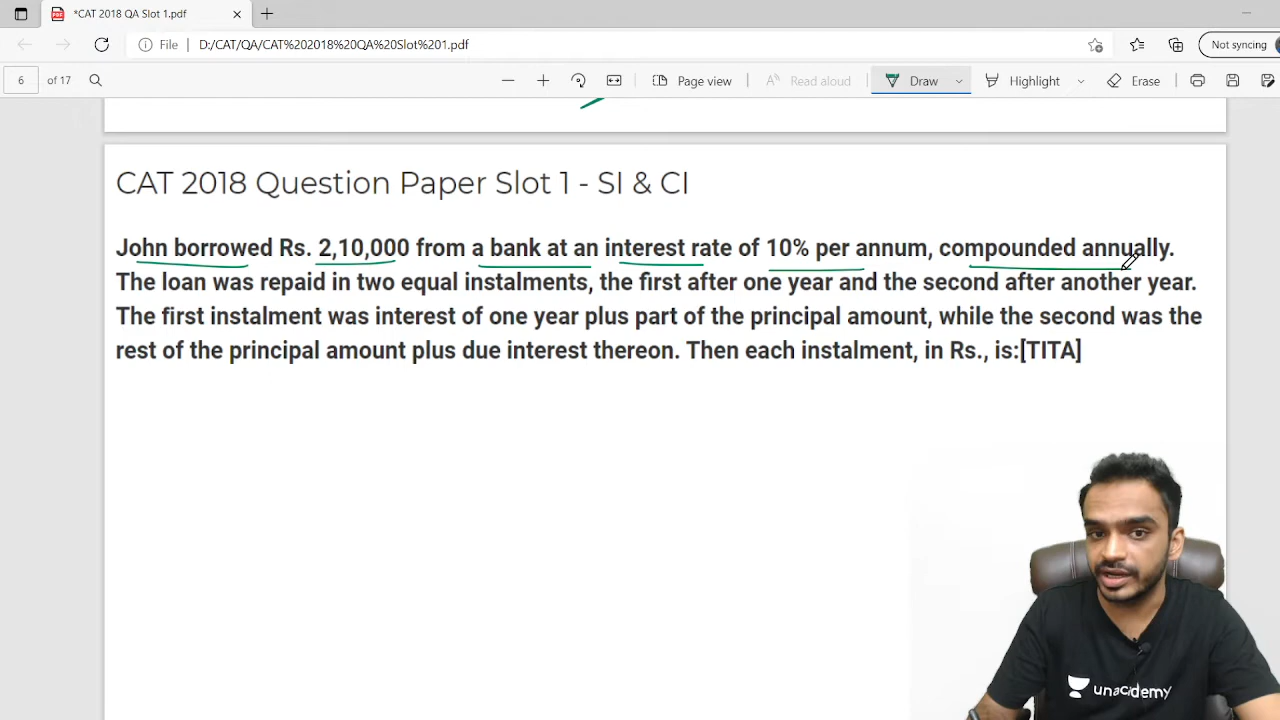 *CAT 2018 QA Slot 1.pdf
File D:/CAT/QA/CAT%202018%20QA%20Slot%201.pdf Not syncing
6 of 17 Page view Read aloud Draw Highlight Erase
CAT 2018 Question Paper Slot 1 - SI & CI
John borrowed Rs. 2,10,000 from a bank at an interest rate of 10% per annum, compounded annually.
The loan was repaid in two equal instalments, the first after one year and the second after another year.
The first instalment was interest of one year plus part of the principal amount, while the second was the
rest of the principal amount plus due interest thereon. Then each instalment, in Rs., is:[TITA]
unacademy